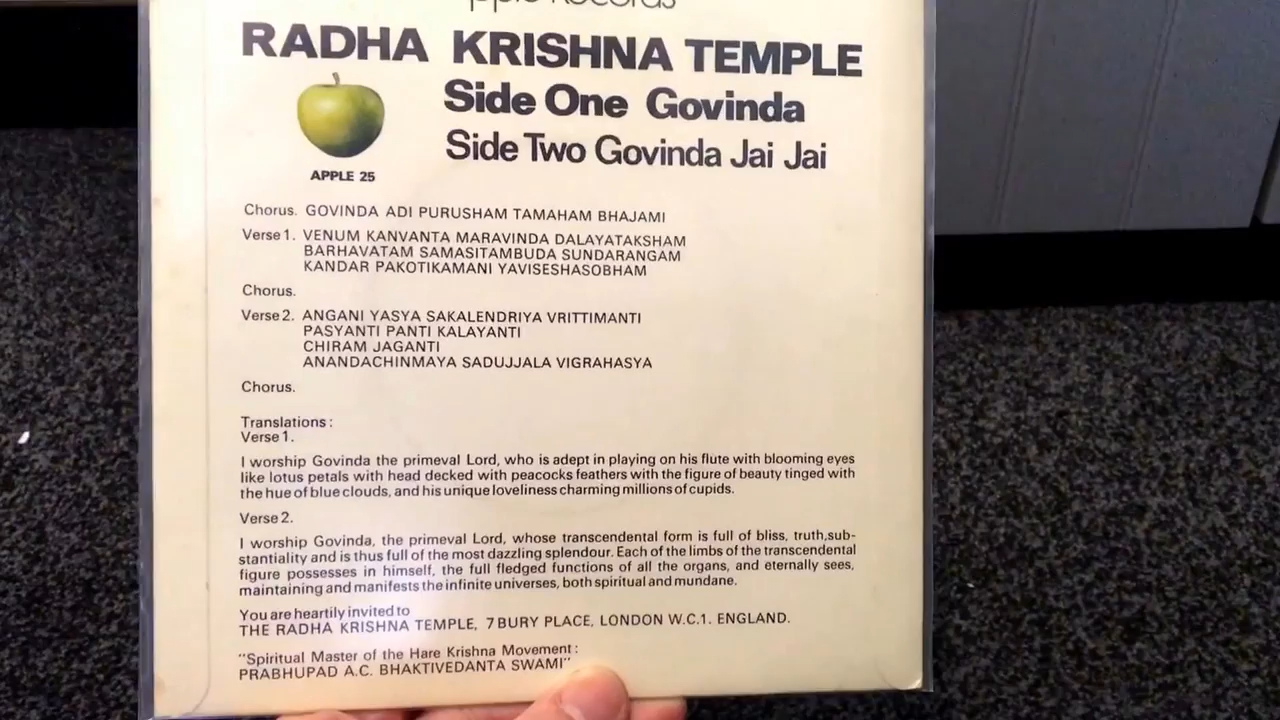 Apple Records
RADHA KRISHNA TEMPLE
Side One Govinda
Side Two Govinda Jai Jai
APPLE 25
Chorus. GOVINDA ADI PURUSHAM TAMAHAM BHAJAMI
Verse 1. VENUM KANVANTA MARAVINDA DALAYATAKSHAM
BARHAVATAM SAMASITAMBUDA SUNDARANGAM
KANDAR PAKOTIKAMANI YAVISESHASOBHAM
Chorus.
Verse 2. ANGANI YASYA SAKALENDRIYA VRITTIMANTI
PASYANTI PANTI KALAYANTI
CHIRAM JAGANTI
ANANDACHINMAYA SADUJJALA VIGRAHASYA
Chorus.
Translations :
Verse 1.
I worship Govinda the primeval Lord, who is adept in playing on his flute with blooming eyes
like lotus petals with head decked with peacocks feathers with the figure of beauty tinged with
the hue of blue clouds, and his unique loveliness charming millions of cupids.
Verse 2.
I worship Govinda, the primeval Lord, whose transcendental form is full of bliss, truth,sub-
stantiality and is thus full of the most dazzling splendour. Each of the limbs of the transcendental
figure possesses in himself, the full fledged functions of all the organs, and eternally sees,
maintaining and manifests the infinite universes, both spiritual and mundane.
You are heartily invited to
THE RADHA KRISHNA TEMPLE, 7 BURY PLACE, LONDON W.C.1. ENGLAND.
"Spiritual Master of the Hare Krishna Movement :
PRABHUPAD A.C. BHAKTIVEDANTA SWAMI"